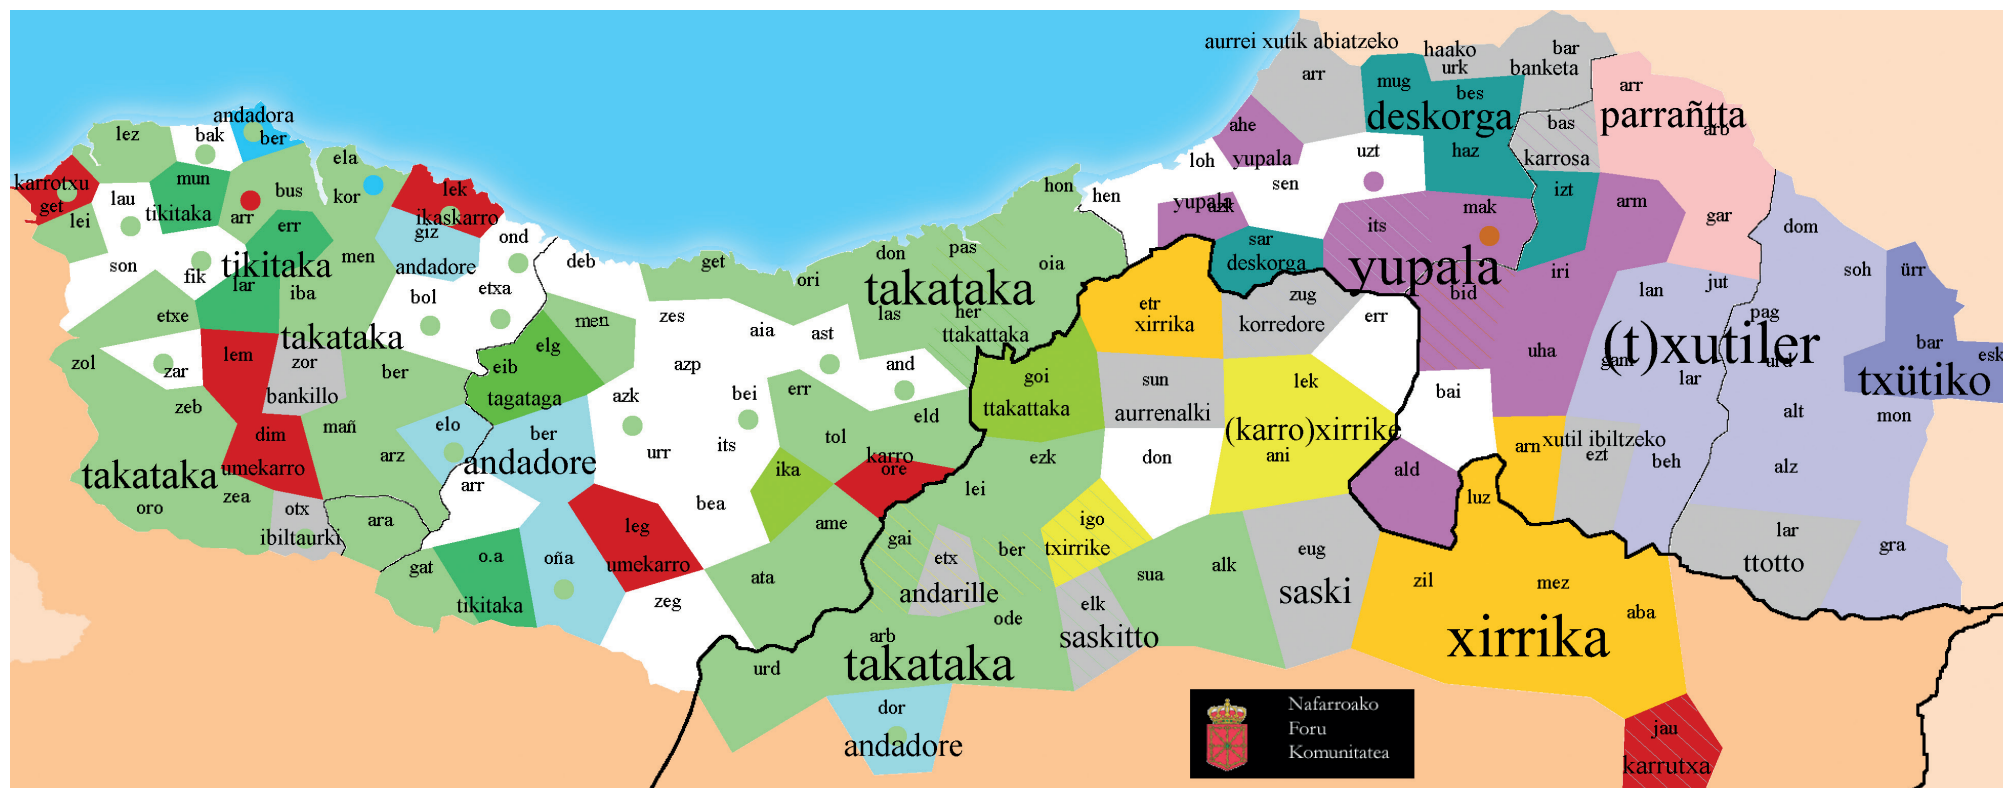 aurrei xutik abiatzeko
haako
bar
arr
mug
urk
banketa
arr
bes
lez
bak
andadora
ber
ahe
deskorga
bas
parrañtta
arb
ela
loh
yupala
uzt
haz
karrosa
karrotxu
get
mun
lau
tikitaka
arr
bus
kor
lek
ikaskarro
hon
hen
sen
izt
yupala
azk
mak
arm
gar
dom
lei
err
giz
ond
don
pas
sar
its
son
fik
tikitaka
lar
men
andadore
deb
get
ori
oia
deskorga
yupala
iri
soh
ürr
iba
bol
etxa
takataka
etr
zug
bid
lan
jut
etxe
takataka
men
zes
aia
ast
las
her
ttakattaka
xirrika
korredore
err
pag
(t)xutiler
zol
zar
lem
zor
bankillo
ber
elg
eib
tagataga
azp
and
goi
sun
lek
uha
gam
urd
lar
bar
esk
txütiko
zeb
azk
bei
err
eld
ttakattaka
aurrenalki
bai
alt
mon
dim
mañ
elo
ber
its
tol
(karro)xirrike
arn
xutil ibiltzeko
ezt
takataka
umekarro
arz
andadore
urr
karro
ore
ezk
don
ani
ald
beh
alz
oro
zea
otx
ibiltaurki
ara
arr
bea
ika
lei
luz
leg
ame
gai
igo
txirrike
lar
ttotto
gra
gat
o.a
oña
umekarro
ata
etx
ber
eug
tikitaka
zeg
andarille
sua
alk
saski
zil
mez
aba
ode
elk
saskitto
arb
takataka
xirrika
urd
dor
andadore
Nafarroako
Foru
Komunitatea
jau
karrutxa